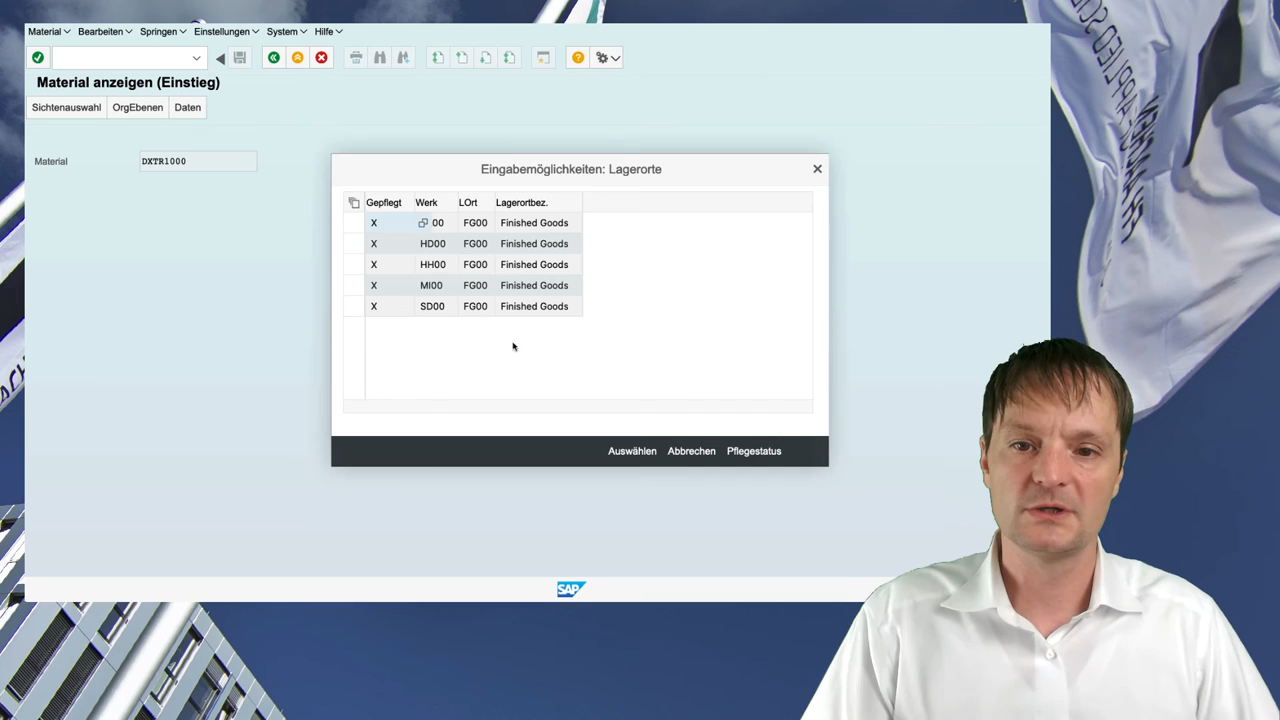 Material Bearbeiten Springen Einstellungen System Hilfe
Material anzeigen (Einstieg)
Sichtenauswahl OrgEbenen Daten
Material DXTR1000
Eingabemöglichkeiten: Lagerorte
Gepflegt Werk LOrt Lagerortbez.
X 00 FG00 Finished Goods
X HD00 FG00 Finished Goods
X HH00 FG00 Finished Goods
X MI00 FG00 Finished Goods
X SD00 FG00 Finished Goods
Auswählen Abbrechen Pflegestatus
SAP